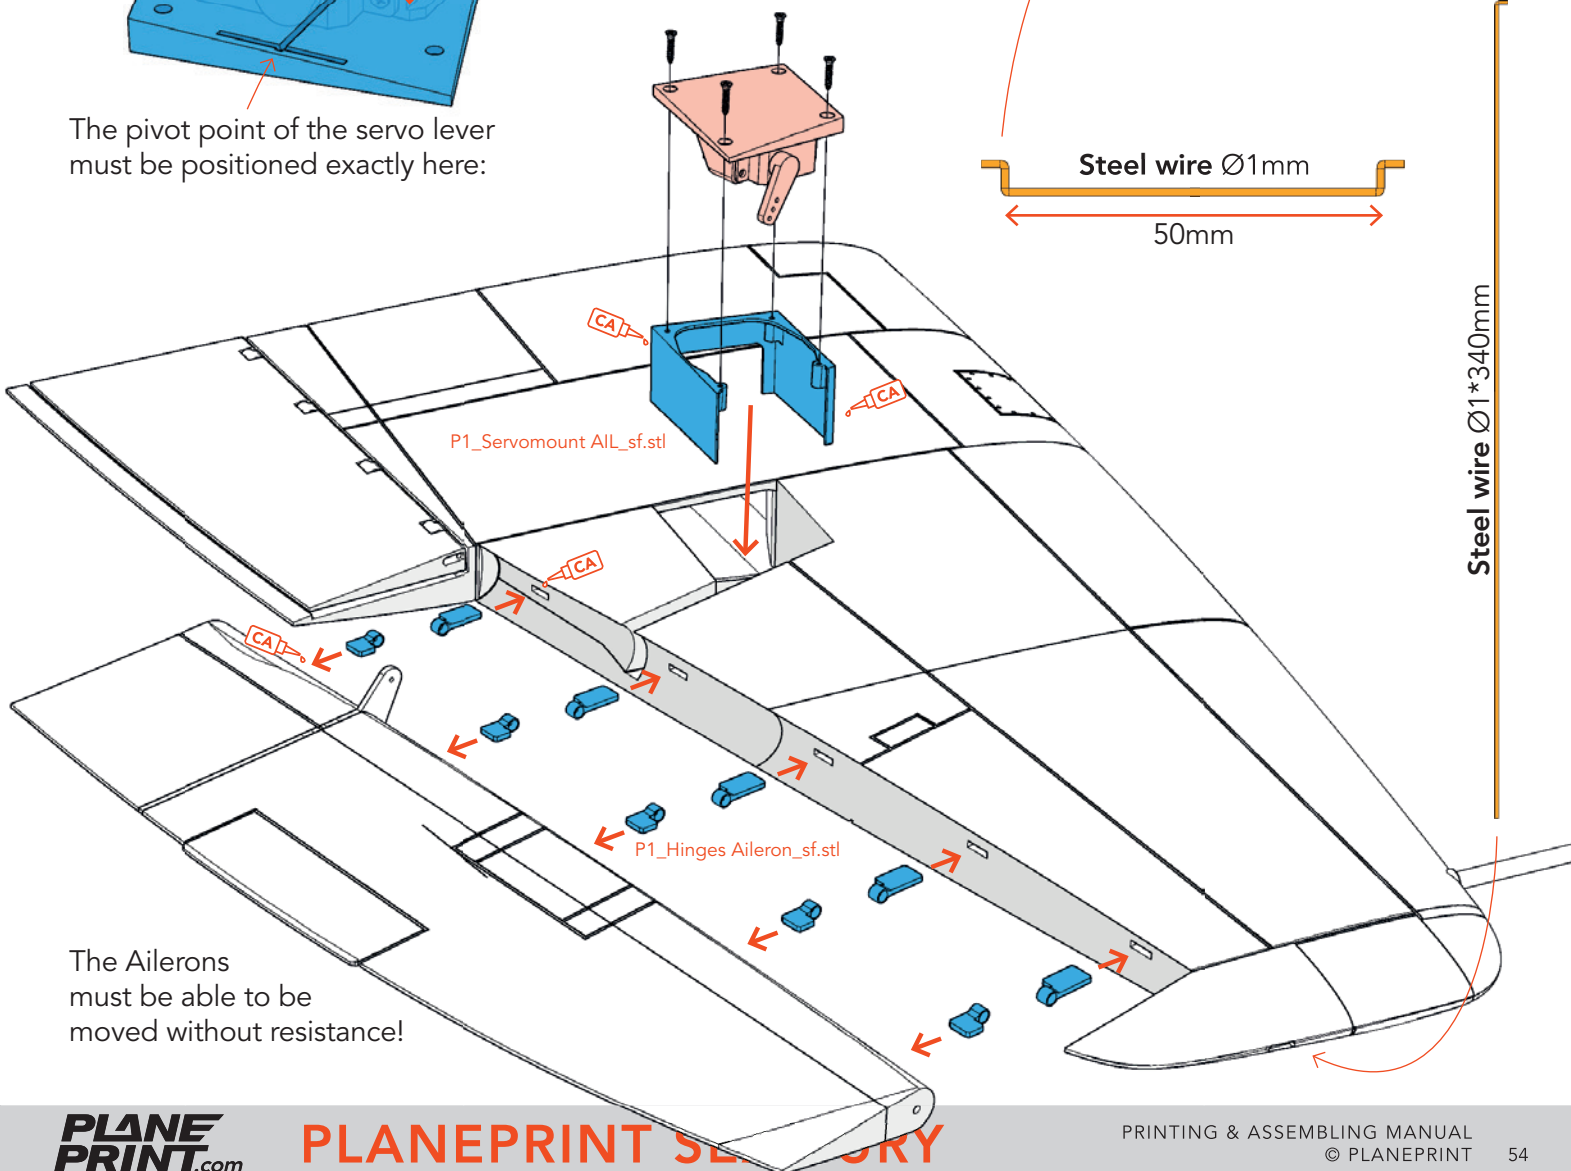 The pivot point of the servo lever
must be positioned exactly here:
Steel wire Ø1mm
50mm
Steel wire Ø1*340mm
CA
CA
P1_Servomount AIL_sf.stl
CA
CA
P1_Hinges Aileron_sf.stl
The Ailerons
must be able to be
moved without resistance!
PLANE
PRINT.com
PLANEPRINT
PRINTING & ASSEMBLING MANUAL
© PLANEPRINT 54